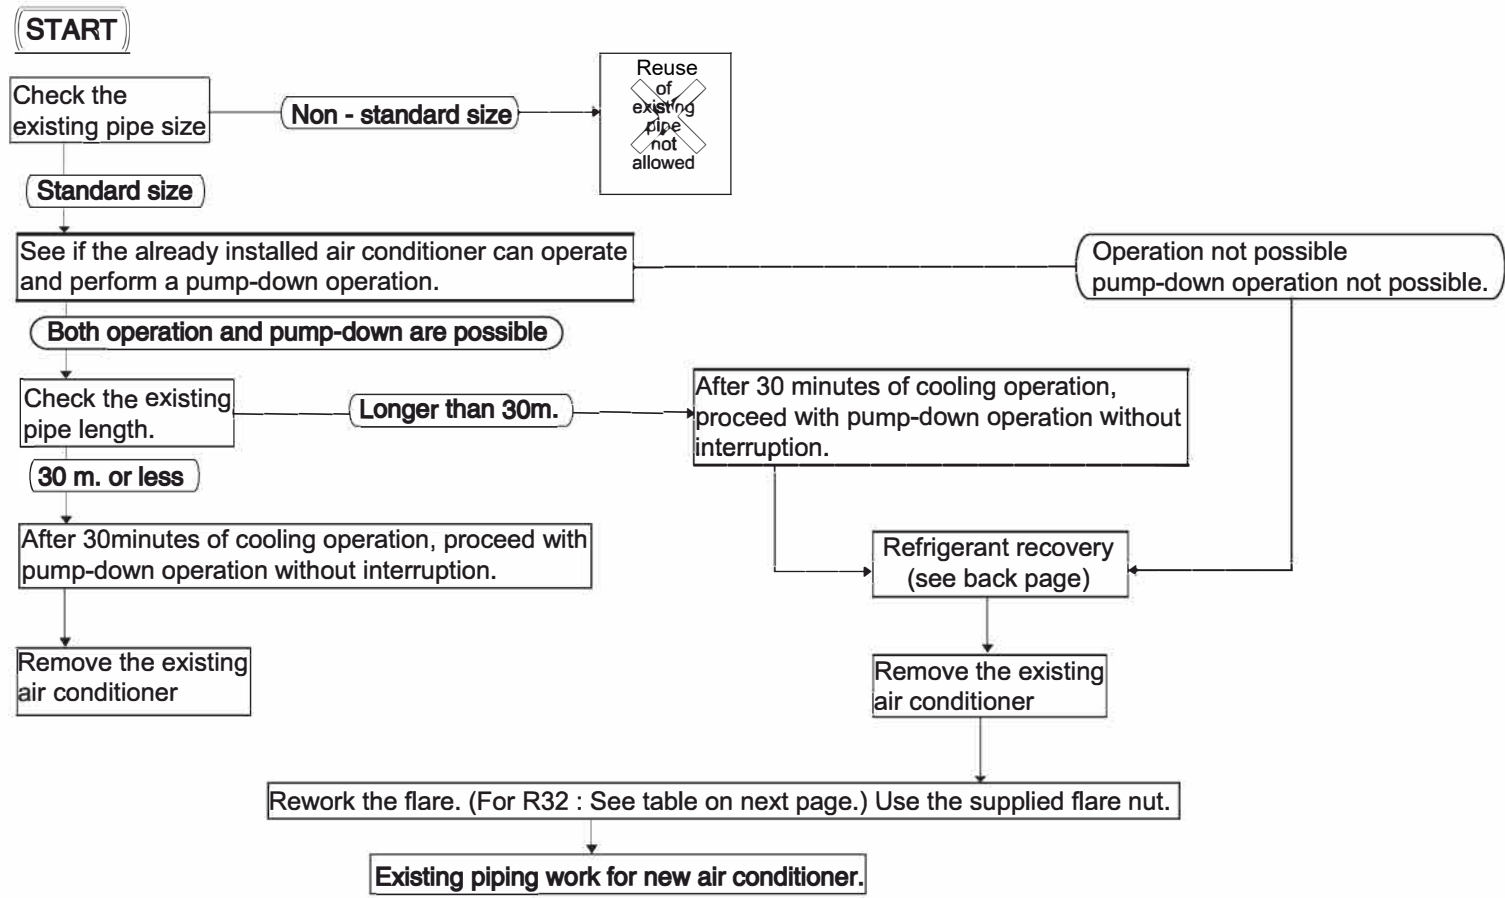 START
Check the
existing pipe size
Non - standard size
Reuse
of
existing
pipe
not
allowed
Standard size
See if the already installed air conditioner can operate
and perform a pump-down operation.
Operation not possible
pump-down operation not possible.
Both operation and pump-down are possible
Check the existing
pipe length.
Longer than 30m.
After 30 minutes of cooling operation,
proceed with pump-down operation without
interruption.
30 m. or less
After 30minutes of cooling operation, proceed with
pump-down operation without interruption.
Refrigerant recovery
(see back page)
Remove the existing
air conditioner
Remove the existing
air conditioner
Rework the flare. (For R32 : See table on next page.) Use the supplied flare nut.
Existing piping work for new air conditioner.